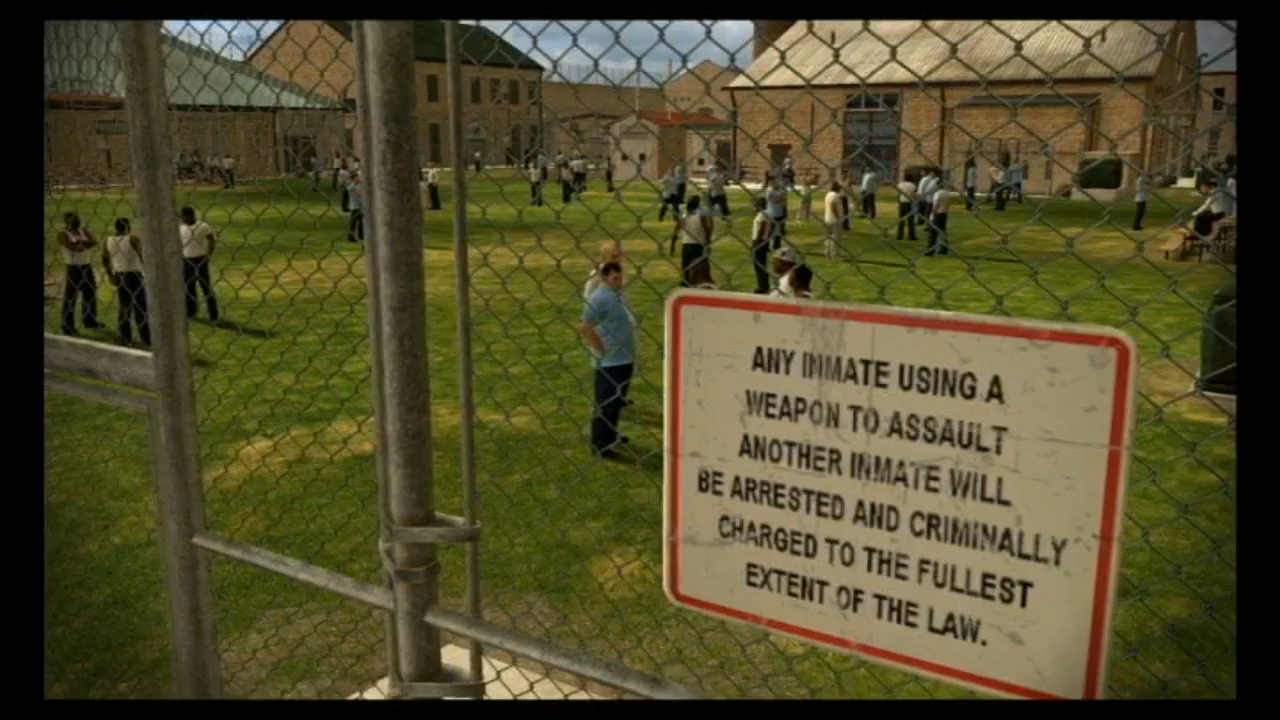 ANY INMATE USING A
WEAPON TO ASSAULT
ANOTHER INMATE WILL
BE ARRESTED AND CRIMINALLY
CHARGED TO THE FULLEST
EXTENT OF THE LAW.